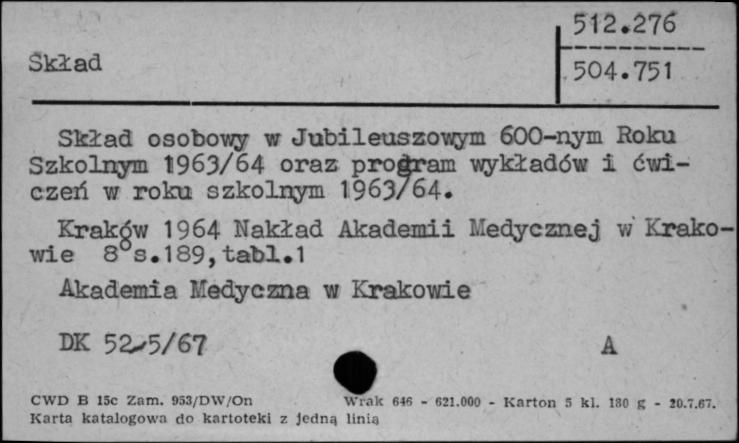 512.276
Skład
504.751
Skład osobowy w Jubileuszowym 600-nym Roku
Szkolnym 1963/64 oraz program wykładów i ćwi-
czeń w roku szkolnym 1963/64.
Kraków 1964 Nakład Akademii Medycznej w Krako-
wie 8° s.189,tabl.1
Akademia Medyczna w Krakowie
DK 52-5/67 A
CWD B 15c Zam. 953/DW/On Wrak 646 - 621.000 - Karton 5 kl. 180 g - 20.7.67.
Karta katalogowa do kartoteki z jedną linią